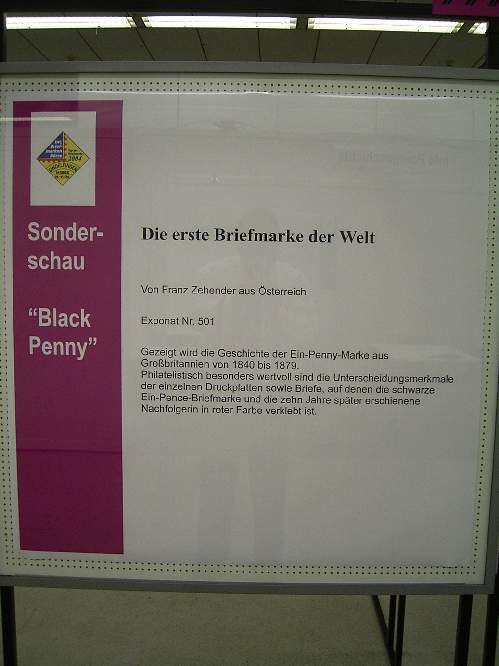 Sonder-
schau
"Black
Penny"
Die erste Briefmarke der Welt
Von Franz Zehender aus Österreich
Exponat Nr. 501
Gezeigt wird die Geschichte der Ein-Penny-Marke aus
Großbritannien von 1840 bis 1879.
Philatelistisch besonders wertvoll sind die Unterscheidungsmerkmale
der einzelnen Druckplatten sowie Briefe, auf denen die schwarze
Ein-Pence-Briefmarke und die zehn Jahre später erschienene
Nachfolgerin in roter Farbe verklebt ist.